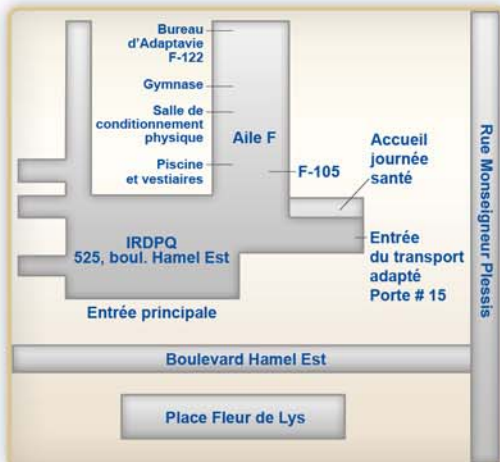 Bureau
d'Adaptavie
F-122
Gymnase
Salle de
conditionnement
physique
Piscine
et vestiaires
Aile F
F-105
Accueil
journée
santé
Entrée
du transport
adapté
Porte # 15
IRDPQ
525, boul. Hamel Est
Entrée principale
Boulevard Hamel Est
Place Fleur de Lys
Rue Monseigneur Plessis